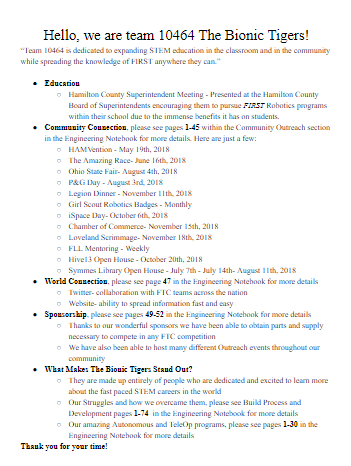 Hello, we are team 10464 The Bionic Tigers!
"Team 10464 is dedicated to expanding STEM education in the classroom and in the community
while spreading the knowledge of FIRST anywhere they can."
● Education
○ Hamilton County Superintendent Meeting - Presented at the Hamilton County
Board of Superintendents encouraging them to pursue FIRST Robotics programs
within their school due to the immense benefits it has on students.
● Community Connection, please see pages 1-45 within the Community Outreach section
in the Engineering Notebook for more details. Here are just a few:
○ HAMVention - May 19th, 2018
○ The Amazing Race- June 16th, 2018
○ Ohio State Fair- August 4th, 2018
○ P&G Day - August 3rd, 2018
○ Legion Dinner - November 11th, 2018
○ Girl Scout Robotics Badges - Monthly
○ iSpace Day- October 6th, 2018
○ Chamber of Commerce- November 15th, 2018
○ Loveland Scrimmage- November 18th, 2018
○ FLL Mentoring - Weekly
○ Hive13 Open House - October 20th, 2018
○ Symmes Library Open House - July 7th - July 14th- August 11th, 2018
● World Connection, please see page 47 in the Engineering Notebook for more details
○ Twitter- collaboration with FTC teams across the nation
○ Website- ability to spread information fast and easy
● Sponsorship, please see pages 49-52 in the Engineering Notebook for more details
○ Thanks to our wonderful sponsors we have been able to obtain parts and supply
necessary to compete in any FTC competition
○ We have also been able to host many different Outreach events throughout our
community
● What Makes The Bionic Tigers Stand Out?
○ They are made up entirely of people who are dedicated and excited to learn more
about the fast paced STEM careers in the world
○ Our Struggles and how we overcame them, please see Build Process and
Development pages 1-74 in the Engineering Notebook for more details
○ Our amazing Autonomous and TeleOp programs, please see pages 1-30 in the
Engineering Notebook for more details
Thank you for your time!